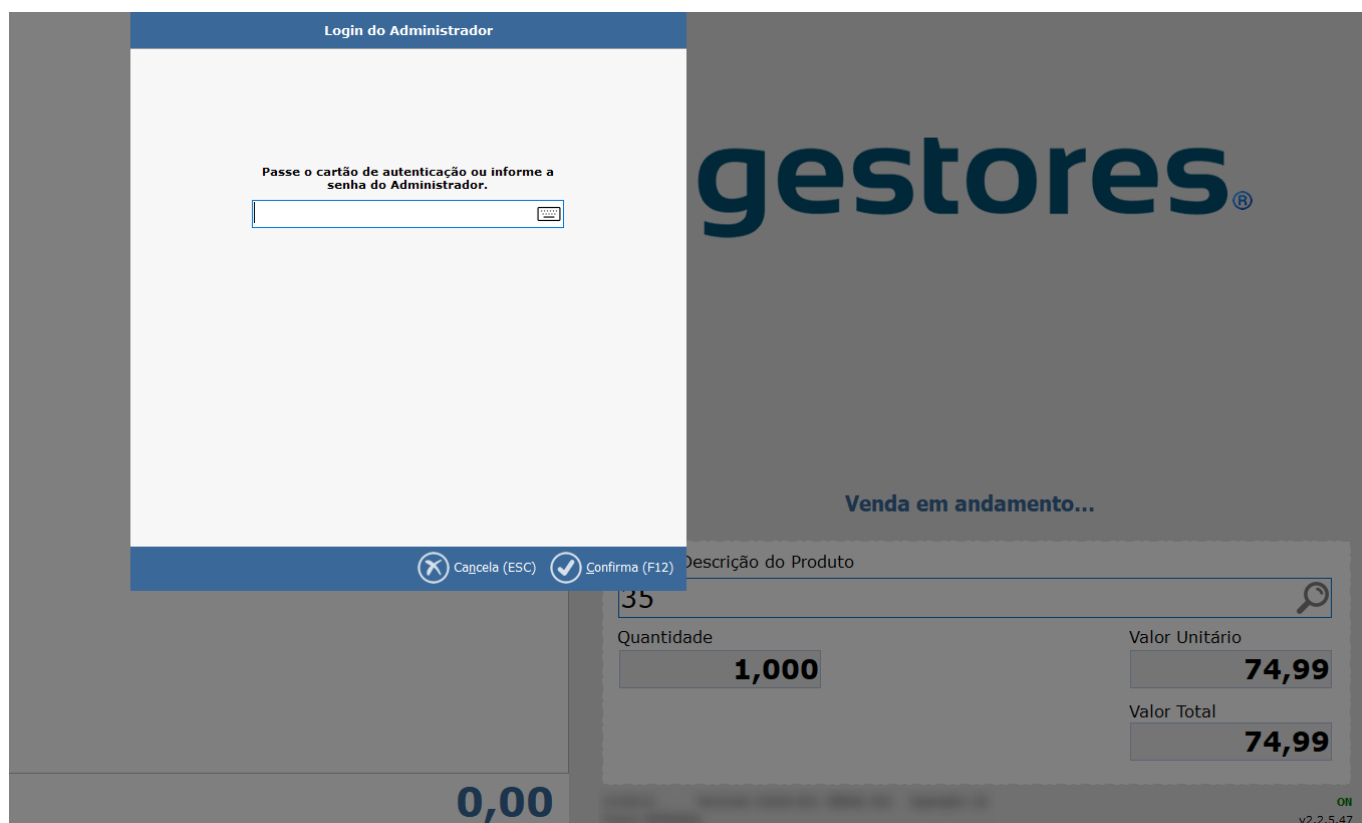 Login do Administrador
Passe o cartão de autenticação ou informe a
senha do Administrador.
Cancela (ESC) Confirma (F12)
gestores®
Venda em andamento...
Descrição do Produto
35
Quantidade Valor Unitário
1,000 74,99
Valor Total
74,99
0,00
ON
v2.2.5.47